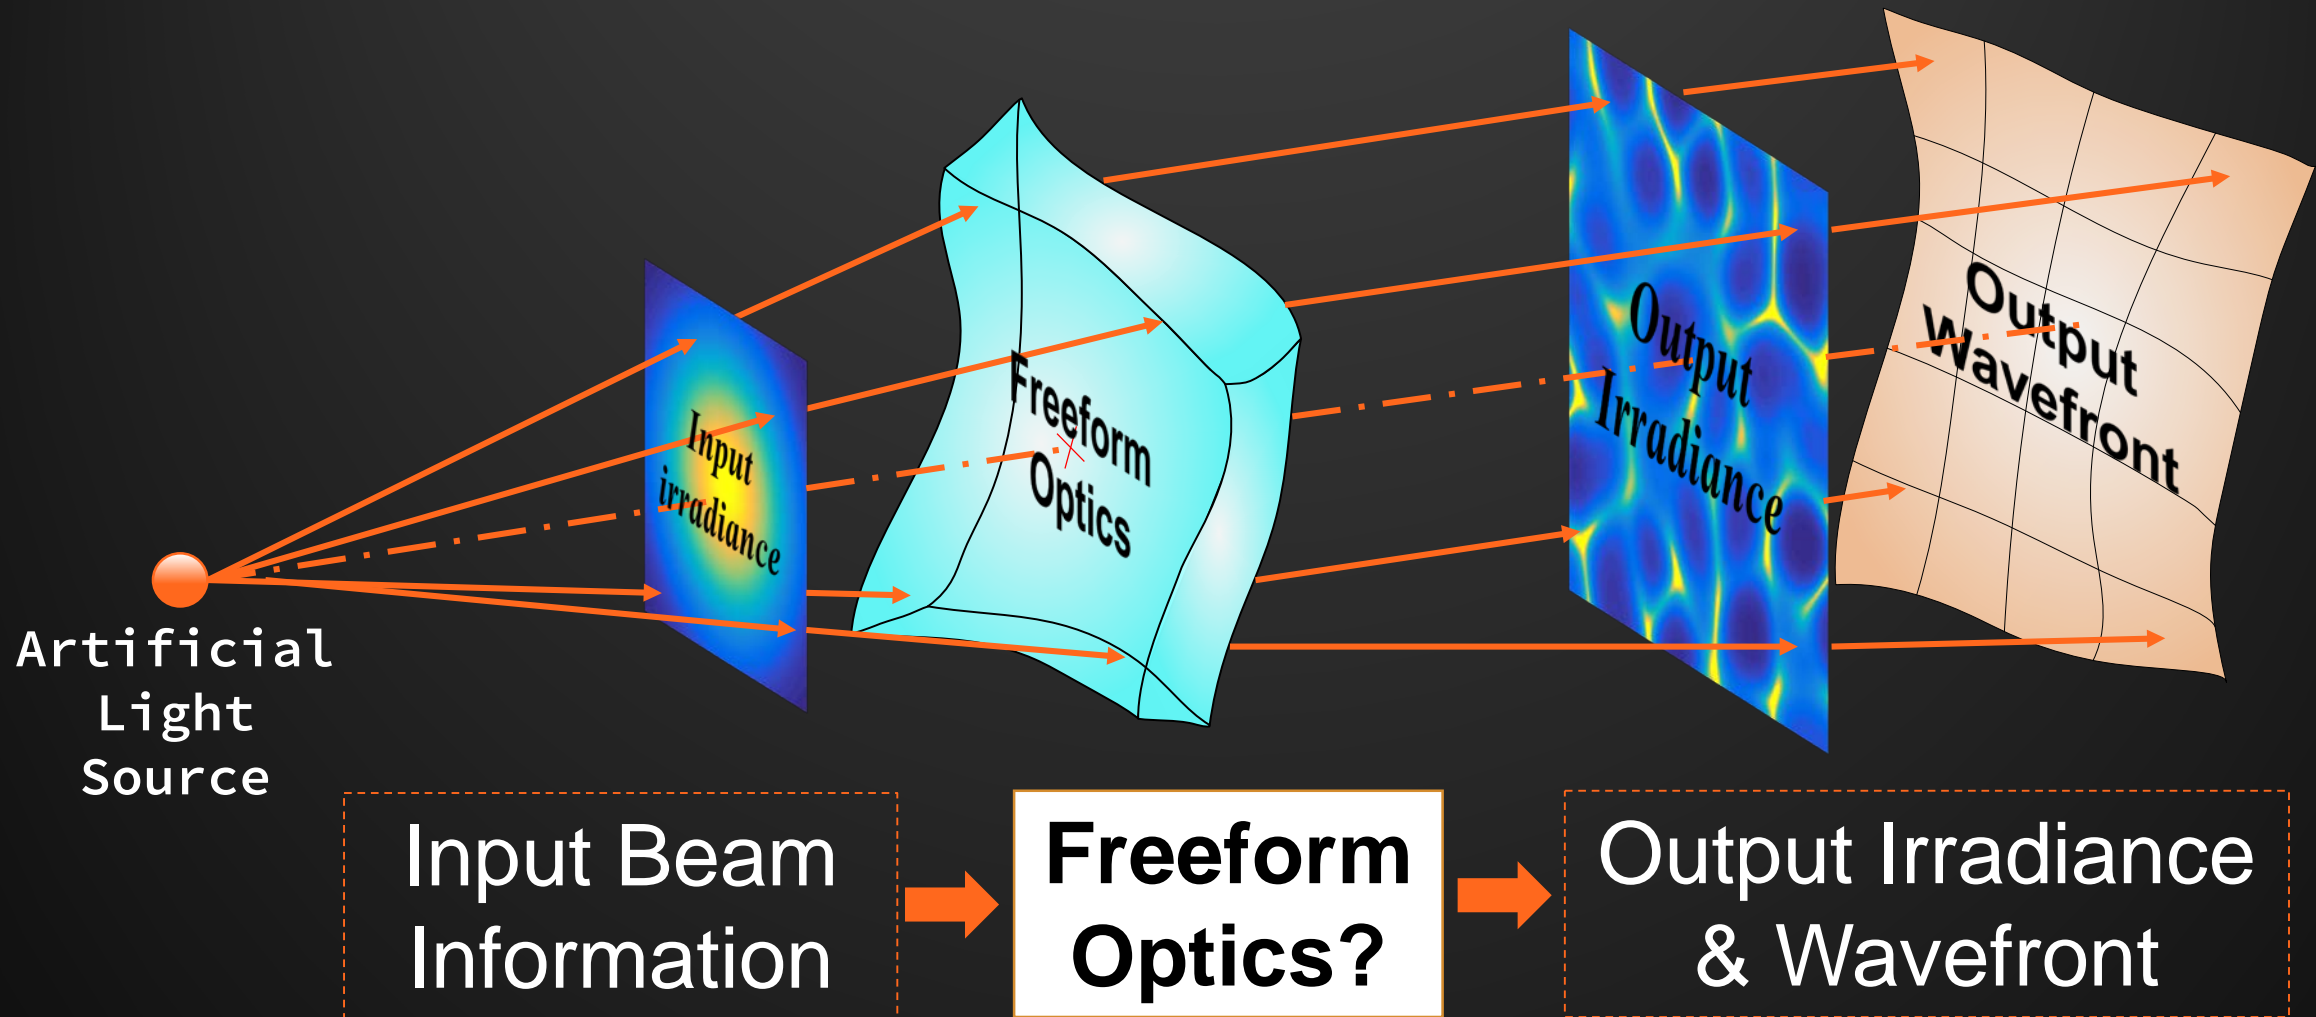 Artificial
Light
Source
Input
irradiance
Freeform
Optics
Output
Irradiance
Output
Wavefront
Input Beam
Information
Freeform
Optics?
Output Irradiance
& Wavefront